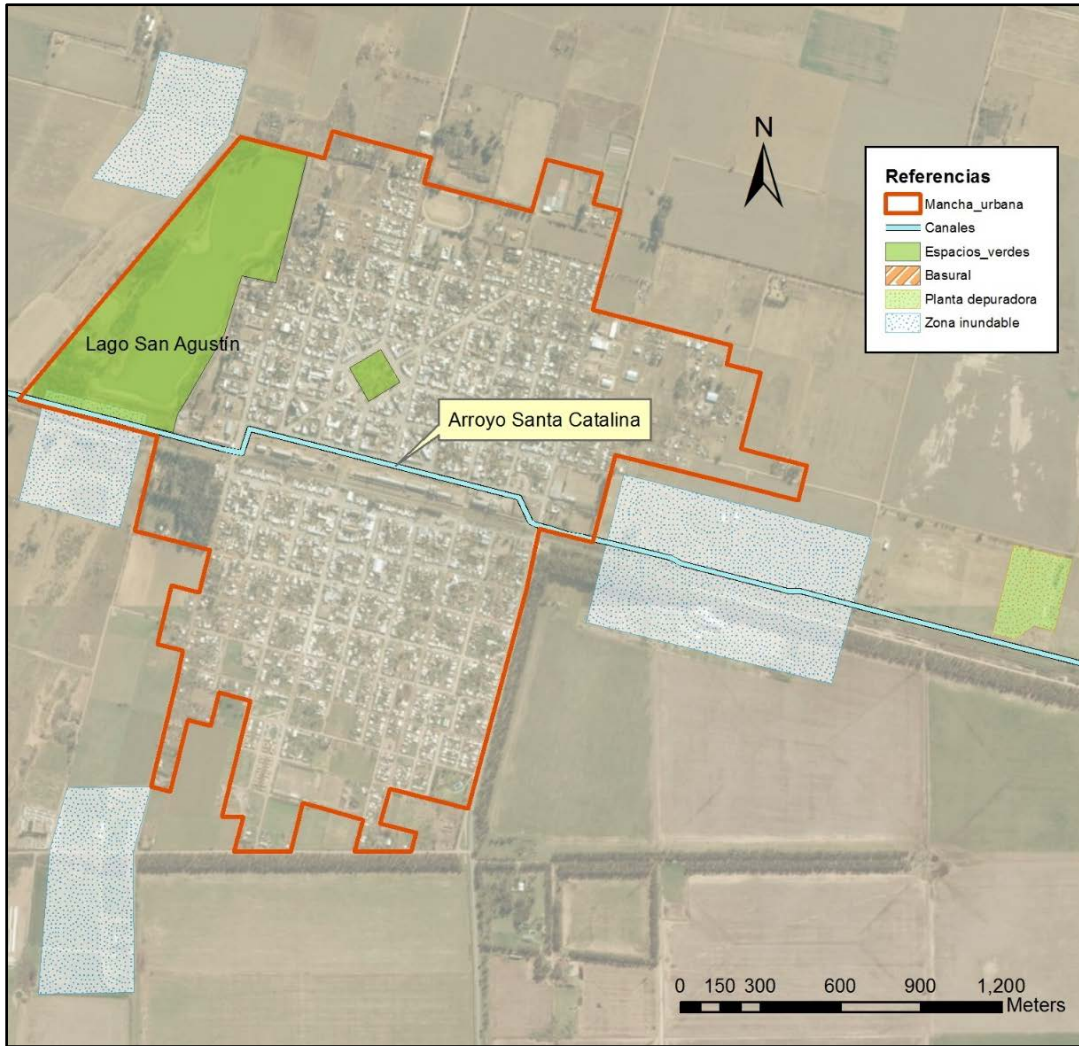 N
Referencias
Mancha_urbana
Canales
Espacios_verdes
Basural
Planta depuradora
Zona inundable
Lago San Agustín
Arroyo Santa Catalina
0 150 300 600 900 1,200
Meters